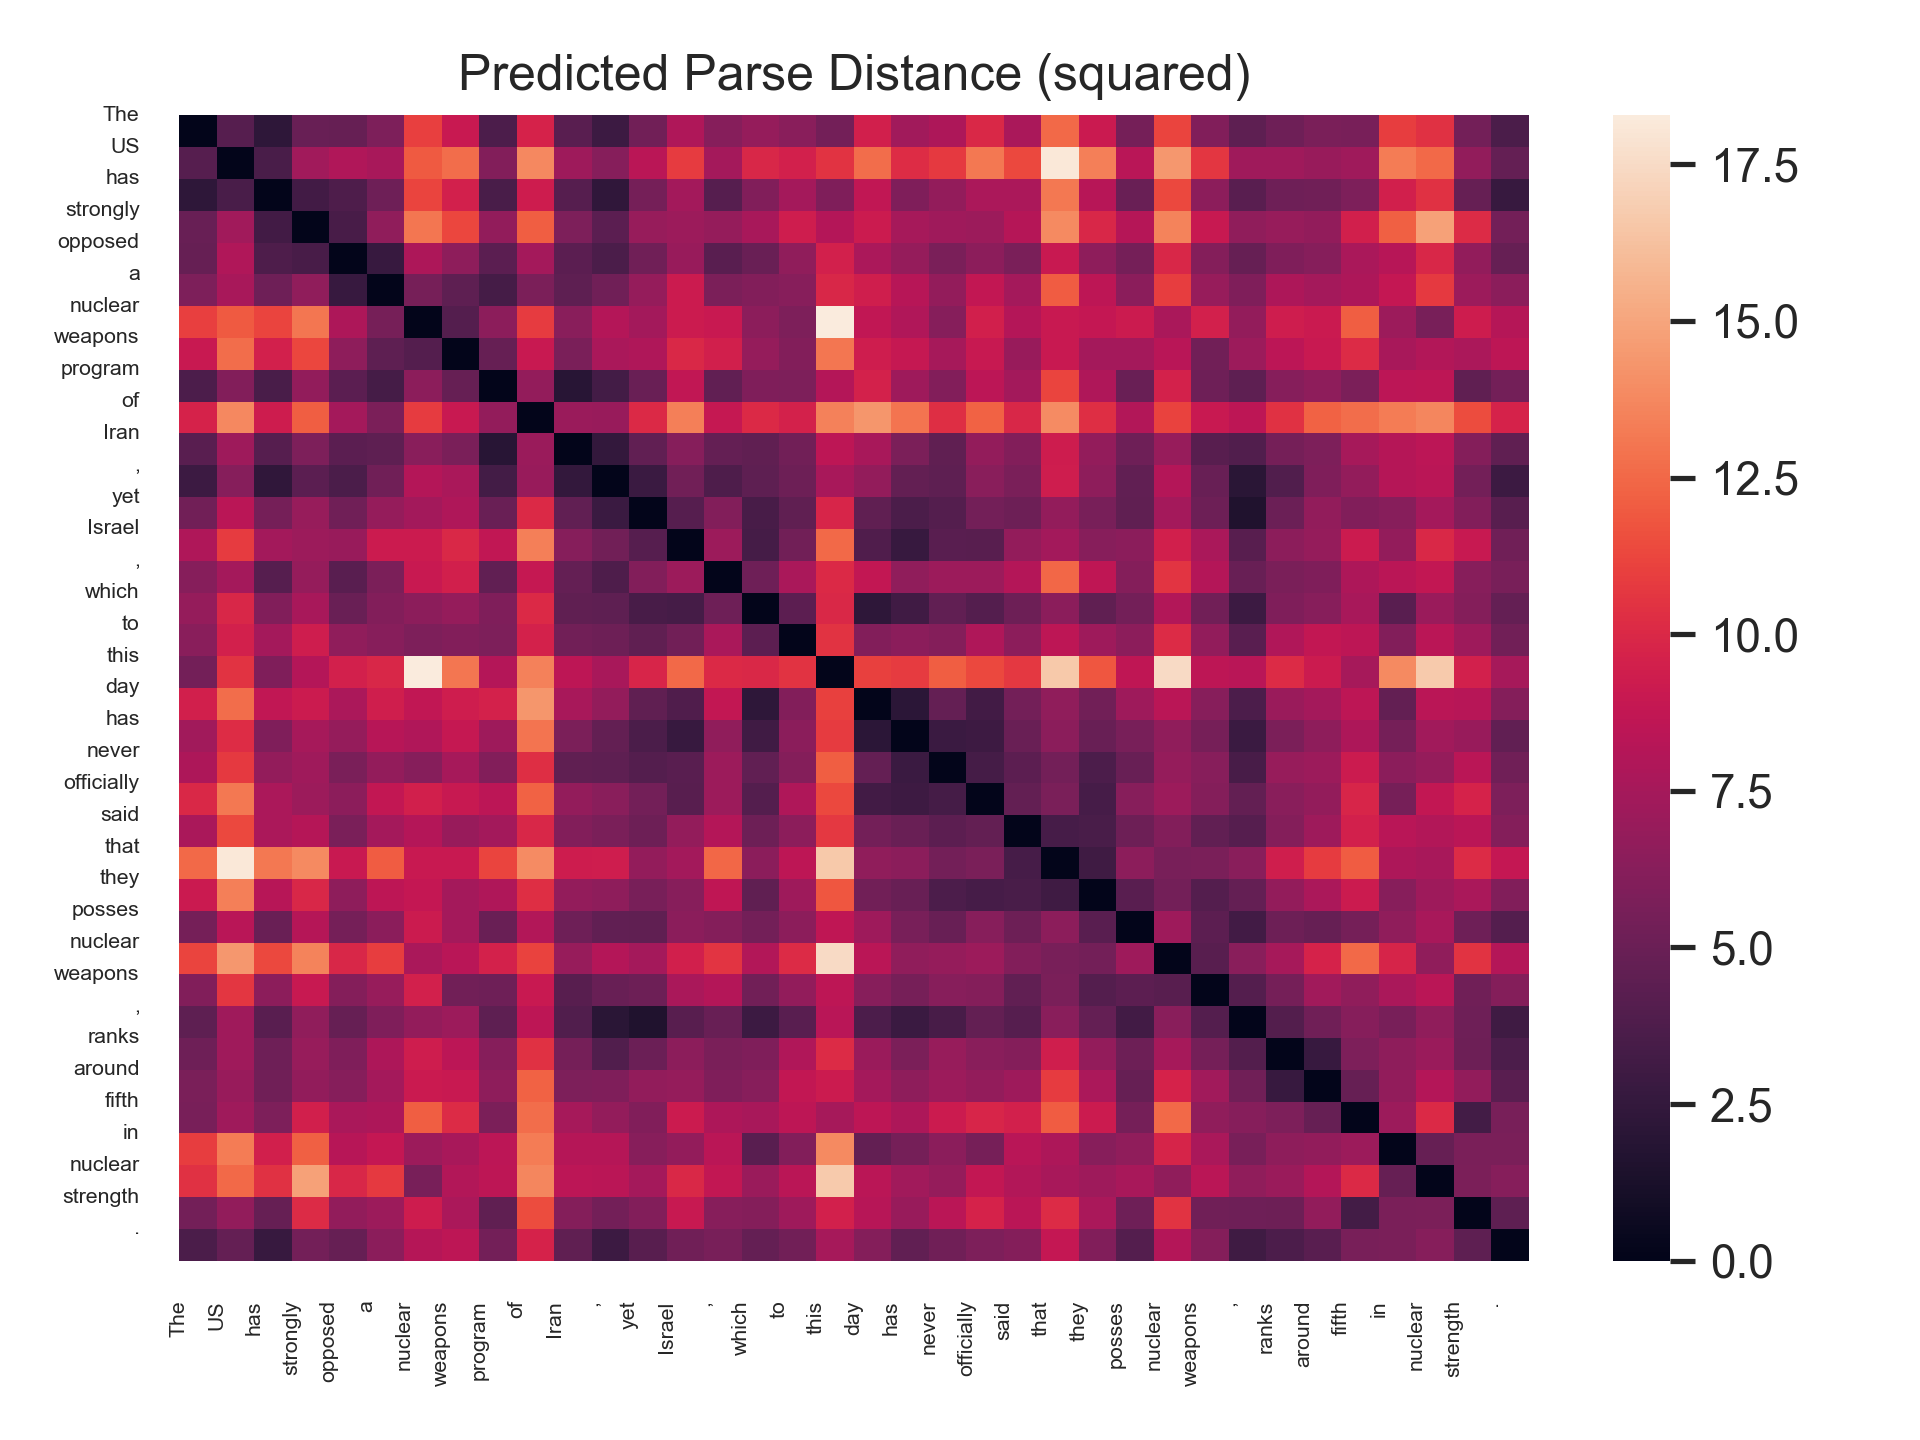 Predicted Parse Distance (squared)
The
US
has
strongly
opposed
a
nuclear
weapons
program
of
Iran
,
yet
Israel
,
which
to
this
day
has
never
officially
said
that
they
posses
nuclear
weapons
,
ranks
around
fifth
in
nuclear
strength
.
17.5
15.0
12.5
10.0
7.5
5.0
2.5
0.0
The
US
has
strongly
opposed
a
nuclear
weapons
program
of
Iran
,
yet
Israel
,
which
to
this
day
has
never
officially
said
that
they
posses
nuclear
weapons
,
ranks
around
fifth
in
nuclear
strength
.